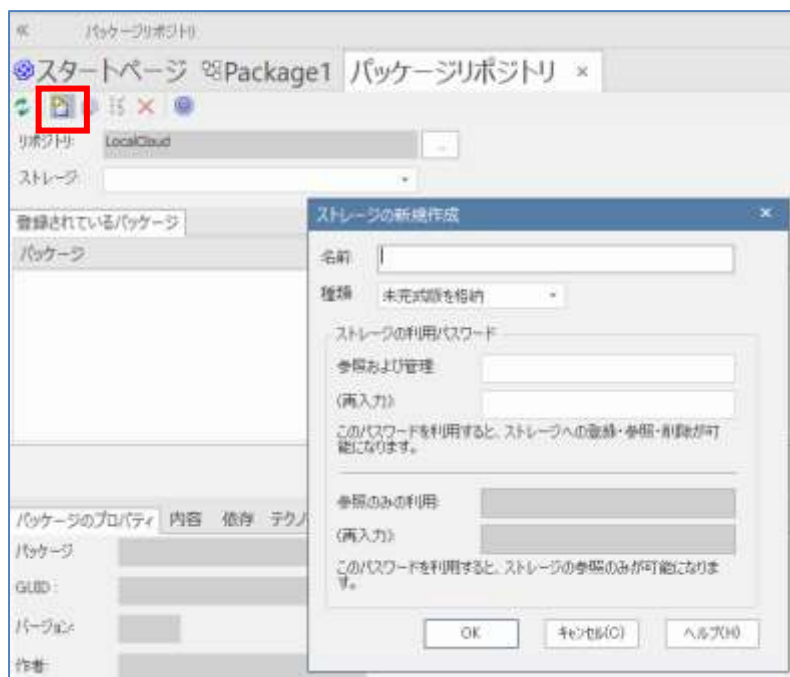 ≪ パッケージリポジトリ
スタートページ Package1 パッケージリポジトリ ×
リポジトリ: LocalCloud ...
ストレージ:
登録されているパッケージ
パッケージ
ストレージの新規作成 ×
名前
種類 未完式版を格納
ストレージの利用パスワード
参照および管理:
(再入力):
このパスワードを利用すると、ストレージへの登録・参照・削除が可
能になります。
参照のみの利用:
(再入力):
このパスワードを利用すると、ストレージの参照のみが可能になりま
す。
OK キャンセル(C) ヘルプ(H)
パッケージのプロパティ 内容 依存 テクノ
パッケージ
GUID :
バージョン:
作者: